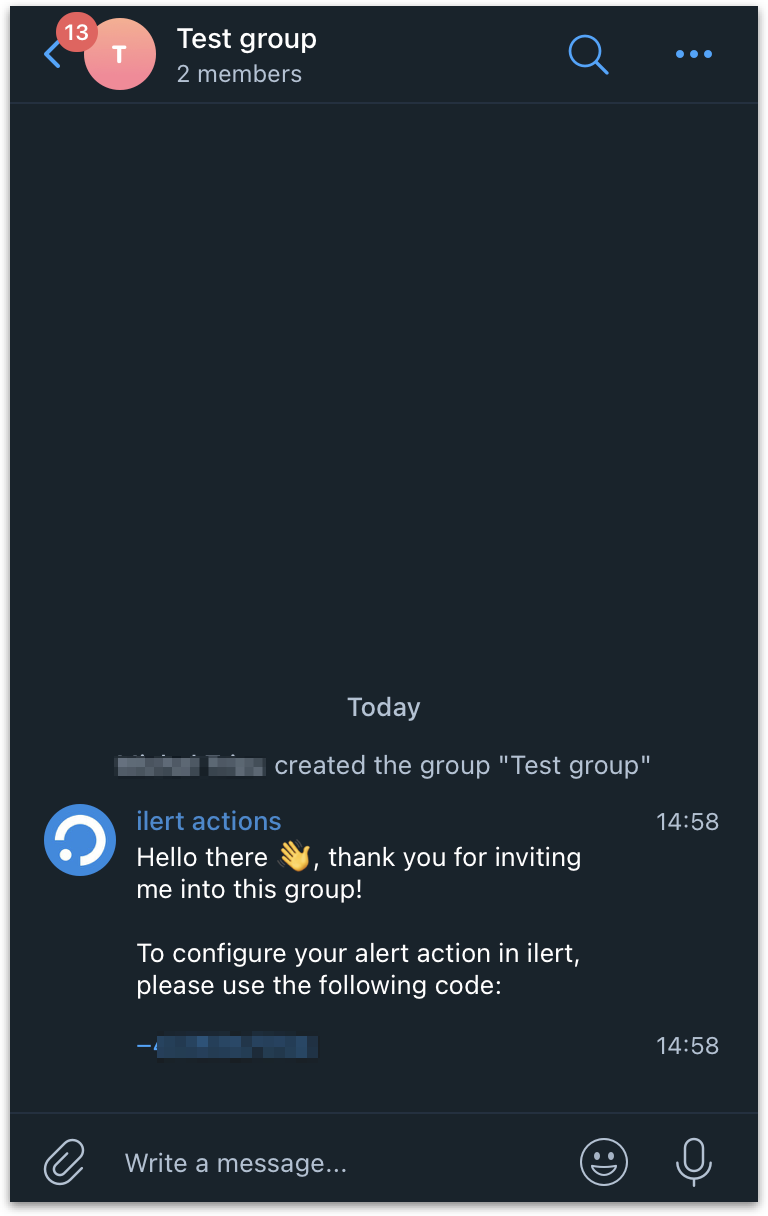 13
T
Test group
2 members
Today
created the group "Test group"
ilert actions 14:58
Hello there 👋, thank you for inviting
me into this group!
To configure your alert action in ilert,
please use the following code:
14:58
Write a message...